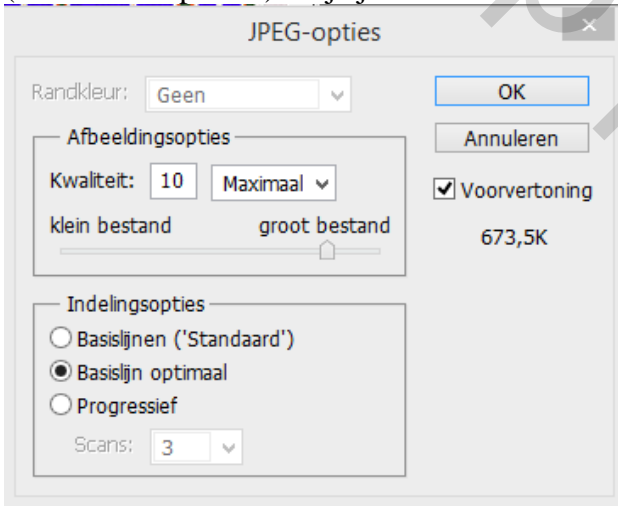 JPEG-opties
Randkleur: Geen
OK
Afbeeldingsopties
Annuleren
Kwaliteit: 10 Maximaal
Voorvertoning
klein bestand groot bestand
673,5K
Indelingsopties
Basislijnen ('Standaard')
Basislijn optimaal
Progressief
Scans: 3